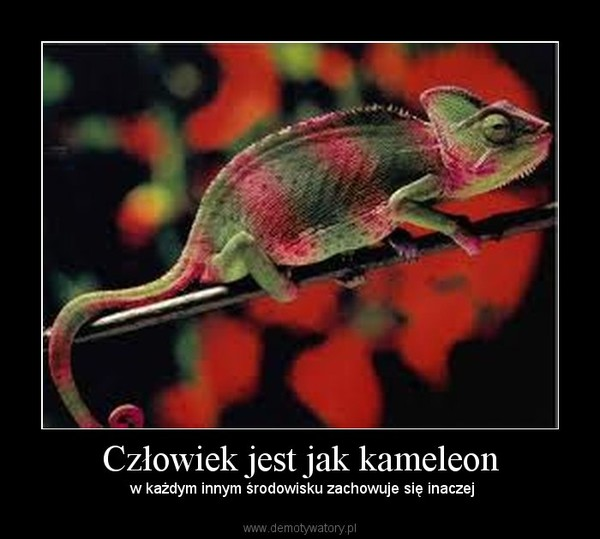 Człowiek jest jak kameleon
w każdym innym środowisku zachowuje się inaczej
www.demotywatory.pl